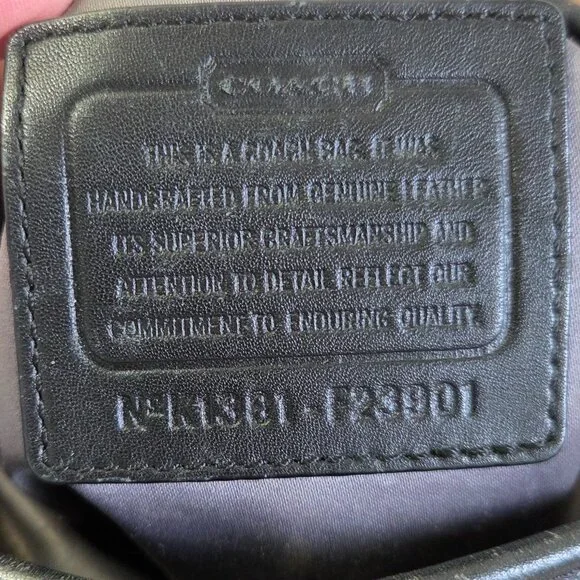 COACH
THIS IS A COACH BAG. IT WAS
HANDCRAFTED FROM GENUINE LEATHER.
ITS SUPERIOR CRAFTSMANSHIP AND
ATTENTION TO DETAIL REFLECT OUR
COMMITMENT TO ENDURING QUALITY.
Nº K1381-F23901